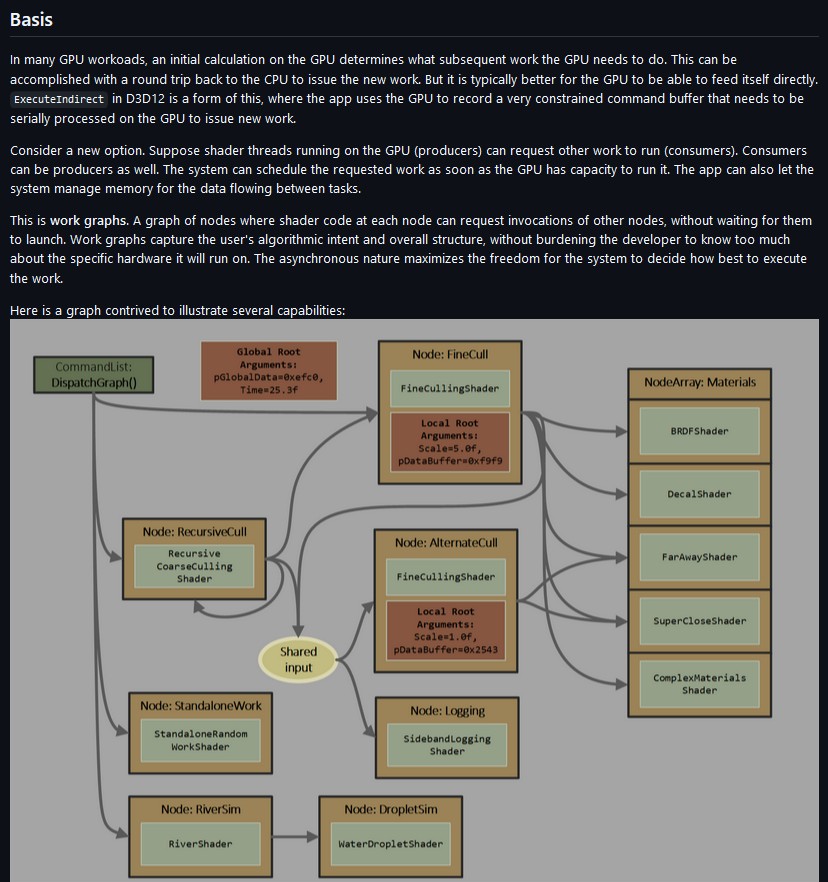 Basis
In many GPU workoads, an initial calculation on the GPU determines what subsequent work the GPU needs to do. This can be
accomplished with a round trip back to the CPU to issue the new work. But it is typically better for the GPU to be able to feed itself directly.
ExecuteIndirect in D3D12 is a form of this, where the app uses the GPU to record a very constrained command buffer that needs to be
serially processed on the GPU to issue new work.
Consider a new option. Suppose shader threads running on the GPU (producers) can request other work to run (consumers). Consumers
can be producers as well. The system can schedule the requested work as soon as the GPU has capacity to run it. The app can also let the
system manage memory for the data flowing between tasks.
This is work graphs. A graph of nodes where shader code at each node can request invocations of other nodes, without waiting for them
to launch. Work graphs capture the user's algorithmic intent and overall structure, without burdening the developer to know too much
about the specific hardware it will run on. The asynchronous nature maximizes the freedom for the system to decide how best to execute
the work.
Here is a graph contrived to illustrate several capabilities:
CommandList:
DispatchGraph()
Global Root
Arguments:
pGlobalData=0xefc0,
Time=25.3f
Node: FineCull
FineCullingShader
Local Root
Arguments:
Scale=5.0f,
pDataBuffer=0xf9f9
NodeArray: Materials
BRDFShader
DecalShader
FarAwayShader
SuperCloseShader
ComplexMaterials
Shader
Node: RecursiveCull
Recursive
CoarseCulling
Shader
Node: AlternateCull
FineCullingShader
Local Root
Arguments:
Scale=1.0f,
pDataBuffer=0x2543
Shared
input
Node: StandaloneWork
StandaloneRandom
WorkShader
Node: Logging
SidebandLogging
Shader
Node: RiverSim
RiverShader
Node: DropletSim
WaterDropletShader